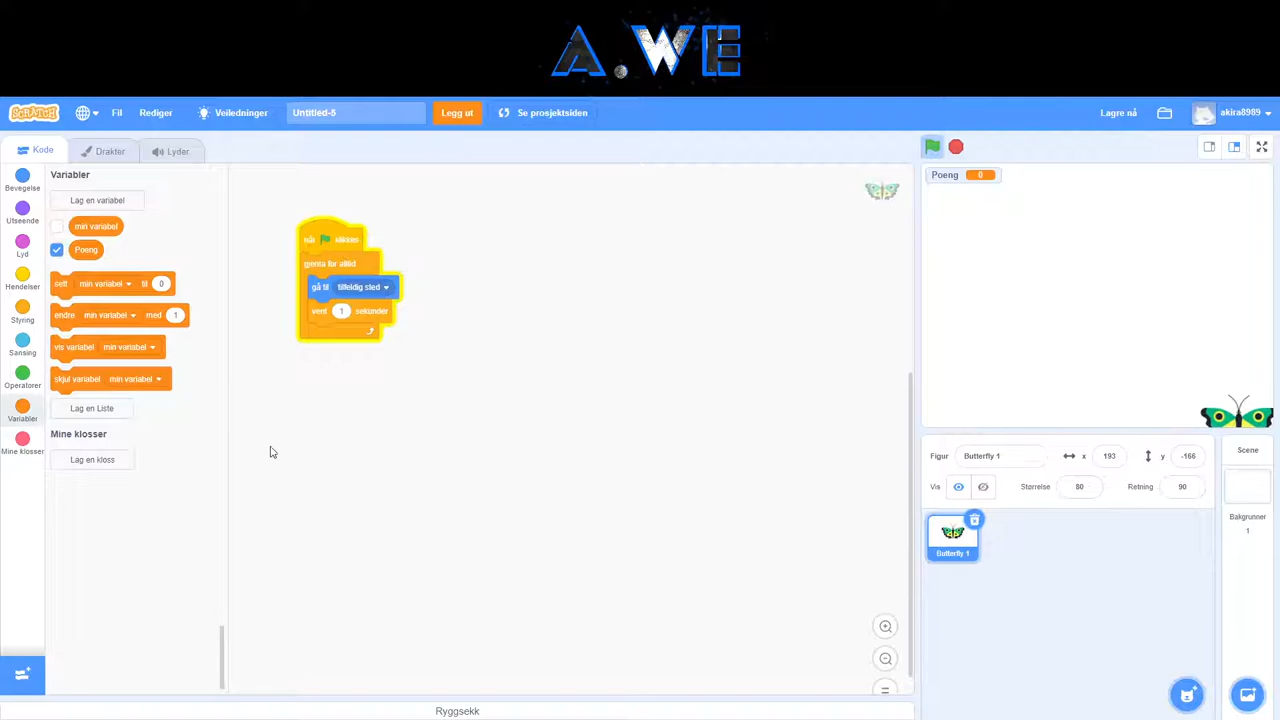 A.WE
SCRATCH Fil Rediger Veiledninger Untitled-5 Legg ut Se prosjektsiden Lagre nå akira8989
Kode Drakter Lyder
Bevegelse
Utseende
Lyd
Hendelser
Styring
Sansing
Operatorer
Variabler
Mine klosser
Variabler
Lag en variabel
min variabel
Poeng
sett min variabel til 0
endre min variabel med 1
vis variabel min variabel
skjul variabel min variabel
Lag en Liste
Mine klosser
Lag en kloss
når klikkes
gjenta for alltid
gå til tilfeldig sted
vent 1 sekunder
Poeng 0
Figur Butterfly 1 x 193 y -166
Vis Størrelse 80 Retning 90
Butterfly 1
Scene
Bakgrunner
1
Ryggsekk